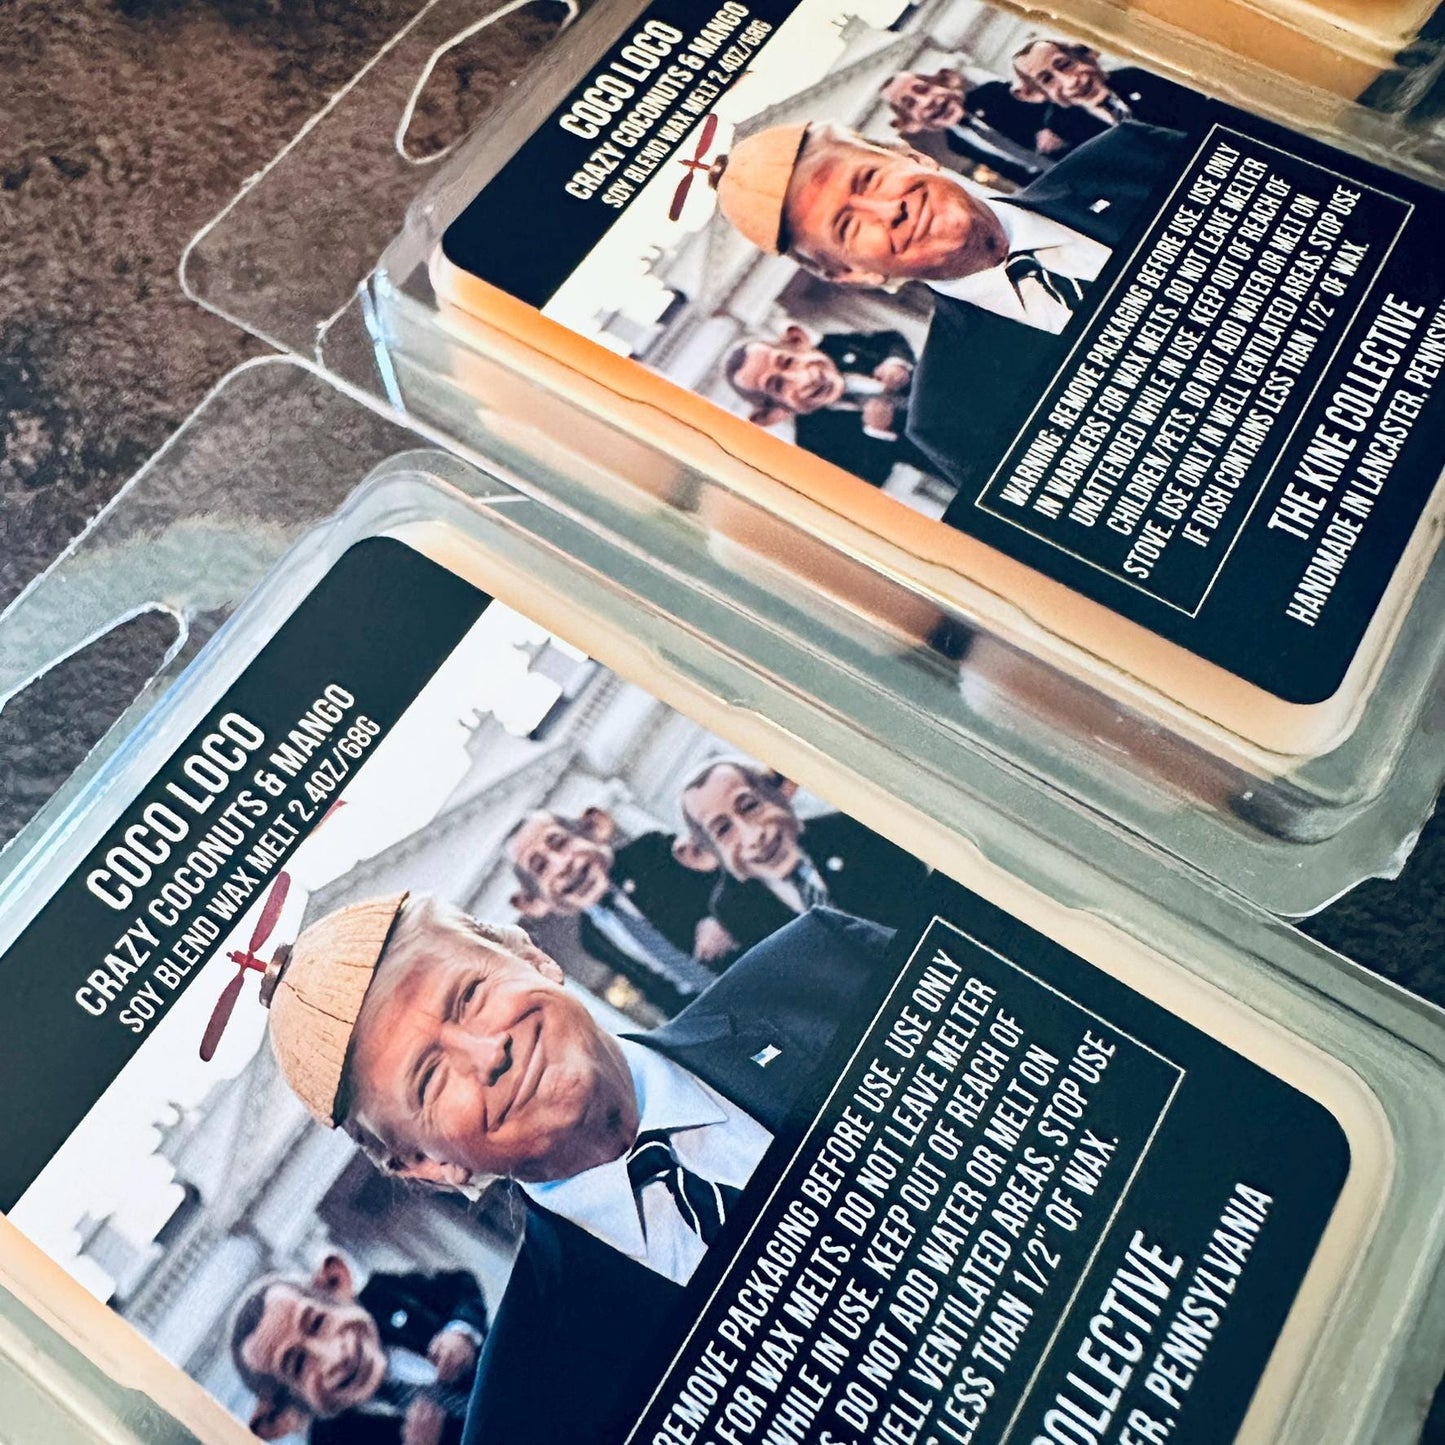 COCO LOCO
CRAZY COCONUTS & MANGO
SOY BLEND WAX MELT 2.4OZ/68G
WARNING: REMOVE PACKAGING BEFORE USE. USE ONLY
IN WARMERS FOR WAX MELTS. DO NOT LEAVE MELTER
UNATTENDED WHILE IN USE. KEEP OUT OF REACH OF
CHILDREN/PETS. DO NOT ADD WATER OR MELT ON
STOVE. USE ONLY IN WELL VENTILATED AREAS. STOP USE
IF DISH CONTAINS LESS THAN 1/2" OF WAX.
THE KINE COLLECTIVE
HANDMADE IN LANCASTER, PENNSYLV
COCO LOCO
CRAZY COCONUTS & MANGO
SOY BLEND WAX MELT 2.4OZ/68G
REMOVE PACKAGING BEFORE USE. USE ONLY
S FOR WAX MELTS. DO NOT LEAVE MELTER
WHILE IN USE. KEEP OUT OF REACH OF
S. DO NOT ADD WATER OR MELT ON
WELL VENTILATED AREAS. STOP USE
S LESS THAN 1/2" OF WAX.
OLLECTIVE
ER, PENNSYLVANIA